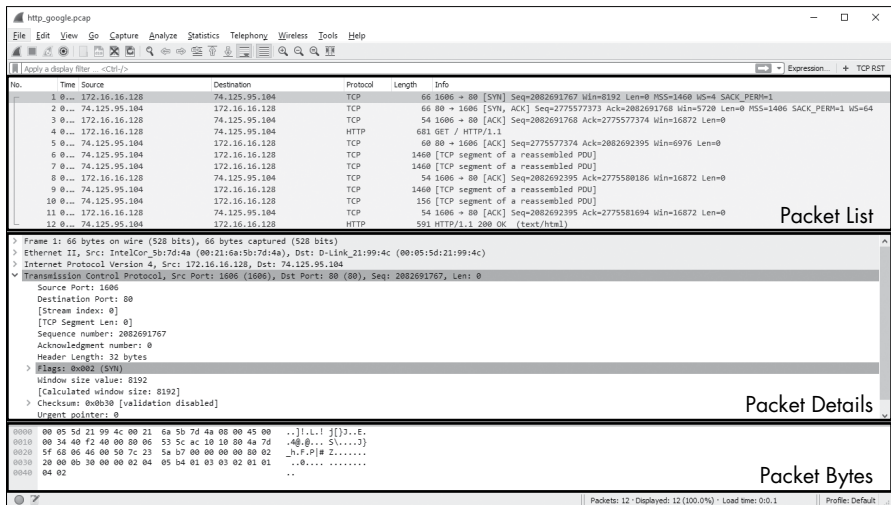 http_google.pcap
File Edit View Go Capture Analyze Statistics Telephony Wireless Tools Help
Apply a display filter ... <Ctrl-/> Expression... + TCP RST
No. Time Source Destination Protocol Length Info
1 0.… 172.16.16.128 74.125.95.104 TCP 66 1606 → 80 [SYN] Seq=2082691767 Win=8192 Len=0 MSS=1460 WS=4 SACK_PERM=1
2 0.… 74.125.95.104 172.16.16.128 TCP 66 80 → 1606 [SYN, ACK] Seq=2775577373 Ack=2082691768 Win=5720 Len=0 MSS=1406 SACK_PERM=1 WS=64
3 0.… 172.16.16.128 74.125.95.104 TCP 54 1606 → 80 [ACK] Seq=2082691768 Ack=2775577374 Win=16872 Len=0
4 0.… 172.16.16.128 74.125.95.104 HTTP 681 GET / HTTP/1.1
5 0.… 74.125.95.104 172.16.16.128 TCP 60 80 → 1606 [ACK] Seq=2775577374 Ack=2082692395 Win=6976 Len=0
6 0.… 74.125.95.104 172.16.16.128 TCP 1460 [TCP segment of a reassembled PDU]
7 0.… 74.125.95.104 172.16.16.128 TCP 1460 [TCP segment of a reassembled PDU]
8 0.… 172.16.16.128 74.125.95.104 TCP 54 1606 → 80 [ACK] Seq=2082692395 Ack=2775580186 Win=16872 Len=0
9 0.… 74.125.95.104 172.16.16.128 TCP 1460 [TCP segment of a reassembled PDU]
10 0.… 74.125.95.104 172.16.16.128 TCP 156 [TCP segment of a reassembled PDU]
11 0.… 172.16.16.128 74.125.95.104 TCP 54 1606 → 80 [ACK] Seq=2082692395 Ack=2775581694 Win=16872 Len=0
12 0.… 74.125.95.104 172.16.16.128 HTTP 591 HTTP/1.1 200 OK (text/html)
Packet List
> Frame 1: 66 bytes on wire (528 bits), 66 bytes captured (528 bits)
> Ethernet II, Src: IntelCor_5b:7d:4a (00:21:6a:5b:7d:4a), Dst: D-Link_21:99:4c (00:05:5d:21:99:4c)
> Internet Protocol Version 4, Src: 172.16.16.128, Dst: 74.125.95.104
Transmission Control Protocol, Src Port: 1606 (1606), Dst Port: 80 (80), Seq: 2082691767, Len: 0
Source Port: 1606
Destination Port: 80
[Stream index: 0]
[TCP Segment Len: 0]
Sequence number: 2082691767
Acknowledgment number: 0
Header Length: 32 bytes
> Flags: 0x002 (SYN)
Window size value: 8192
[Calculated window size: 8192]
> Checksum: 0x0b30 [validation disabled]
Urgent pointer: 0
Packet Details
0000 00 05 5d 21 99 4c 00 21 6a 5b 7d 4a 08 00 45 00 ..]!.L.! j[}J..E.
0010 00 34 40 f2 40 00 80 06 53 5c ac 10 10 80 4a 7d .4@.@... S\....J}
0020 5f 68 06 46 00 50 7c 23 5a b7 00 00 00 00 80 02 _h.F.P|# Z.......
0030 20 00 0b 30 00 00 02 04 05 b4 01 03 03 02 01 01 ..0.... ........
0040 04 02 ..
Packet Bytes
Packets: 12 · Displayed: 12 (100.0%) · Load time: 0:0.1 Profile: Default